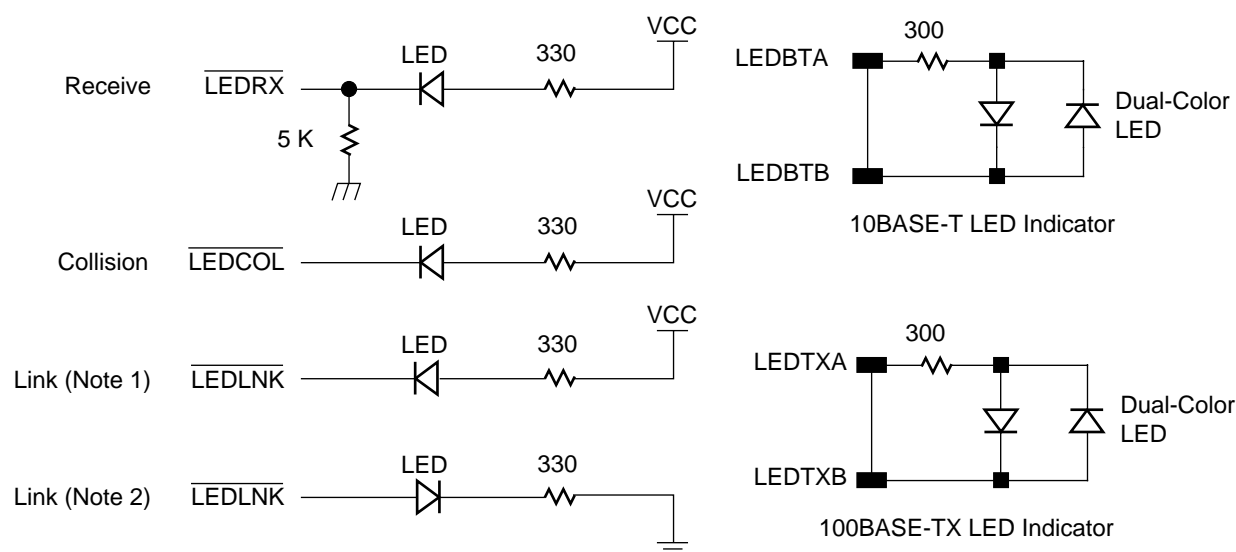 Receive LEDRX LED 330 VCC
5 K
Collision LEDCOL LED 330 VCC
Link (Note 1) LEDLNK LED 330 VCC
Link (Note 2) LEDLNK LED 330
LEDBTA 300
Dual-Color
LED
LEDBTB
10BASE-T LED Indicator
LEDTXA 300
Dual-Color
LED
LEDTXB
100BASE-TX LED Indicator